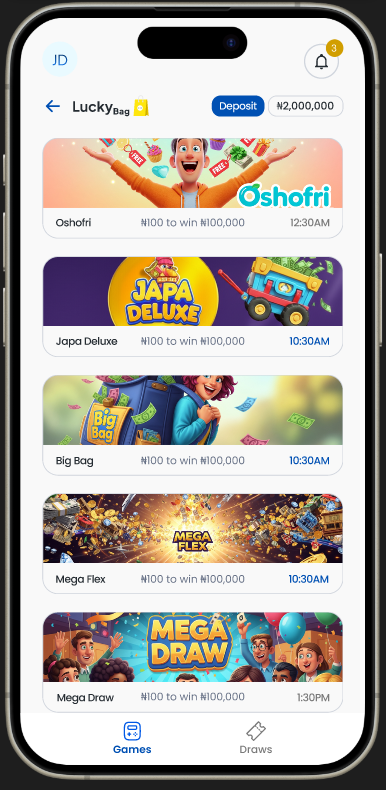 JD
3
LuckyBag
Deposit ₦2,000,000
FREE
FREE
Oshofri
Oshofri ₦100 to win ₦100,000 12:30AM
JAPA
DELUXE
Japa Deluxe ₦100 to win ₦100,000 10:30AM
Big
Bag
Big Bag ₦100 to win ₦100,000 10:30AM
MEGA
FLEX
Mega Flex ₦100 to win ₦100,000 10:30AM
MEGA
DRAW
Mega Draw ₦100 to win ₦100,000 1:30PM
Games Draws